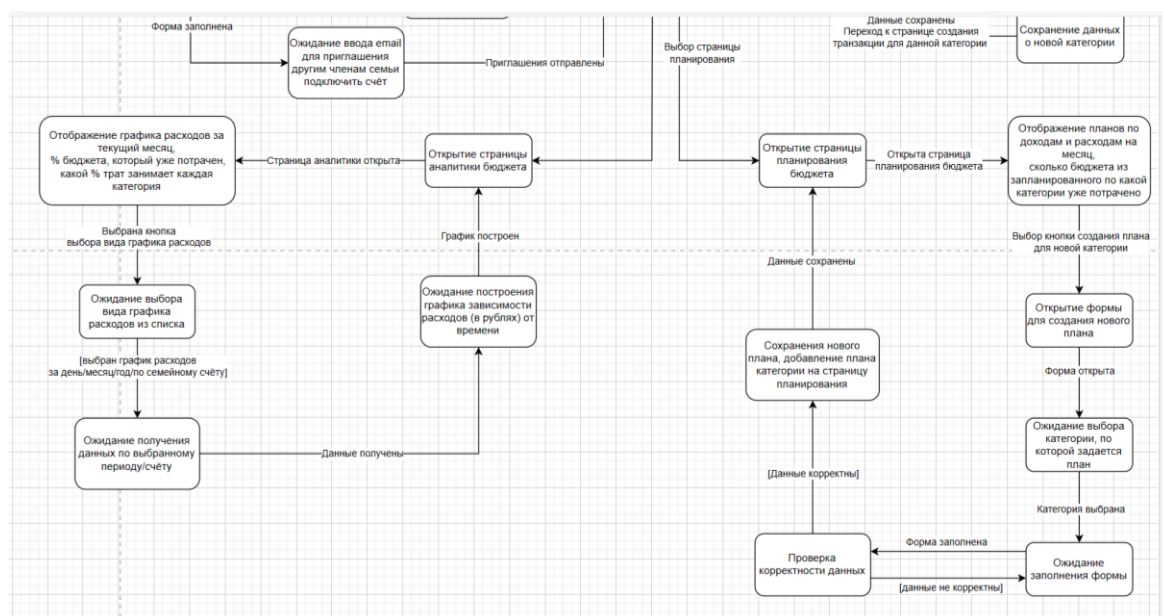 Форма заполнена
Ожидание ввода email
для приглашения
другим членам семьи
подключить счёт
Приглашения отправлены
Выбор страницы
планирования
Данные сохранены
Переход к странице создания
транзакции для данной категории
Сохранение данных
о новой категории
Отображение графика расходов за
текущий месяц,
% бюджета, который уже потрачен,
какой % трат занимает каждая
категория
Страница аналитики открыта
Открытие страницы
аналитики бюджета
Открытие страницы
планирования
бюджета
Открыта страница
планирования бюджета
Отображение планов по
доходам и расходам на
месяц,
сколько бюджета из
запланированного по какой
категории уже потрачено
Выбрана кнопка
выбора вида графика расходов
График построен
Данные сохранены
Выбор кнопки создания плана
для новой категории
Ожидание выбора
вида графика
расходов из списка
Ожидание построения
графика зависимости
расходов (в рублях) от
времени
Открытие формы
для создания нового
плана
[выбран график расходов
за день/месяц/год/по семейному счёту]
Сохранения нового
плана, добавление плана
категории на страницу
планирования
Форма открыта
Ожидание получения
данных по выбранному
периоду/счёту
Данные получены
Ожидание выбора
категории, по
которой задается
план
[Данные корректны]
Категория выбрана
Проверка
корректности данных
Форма заполнена
[данные не корректны]
Ожидание
заполнения формы